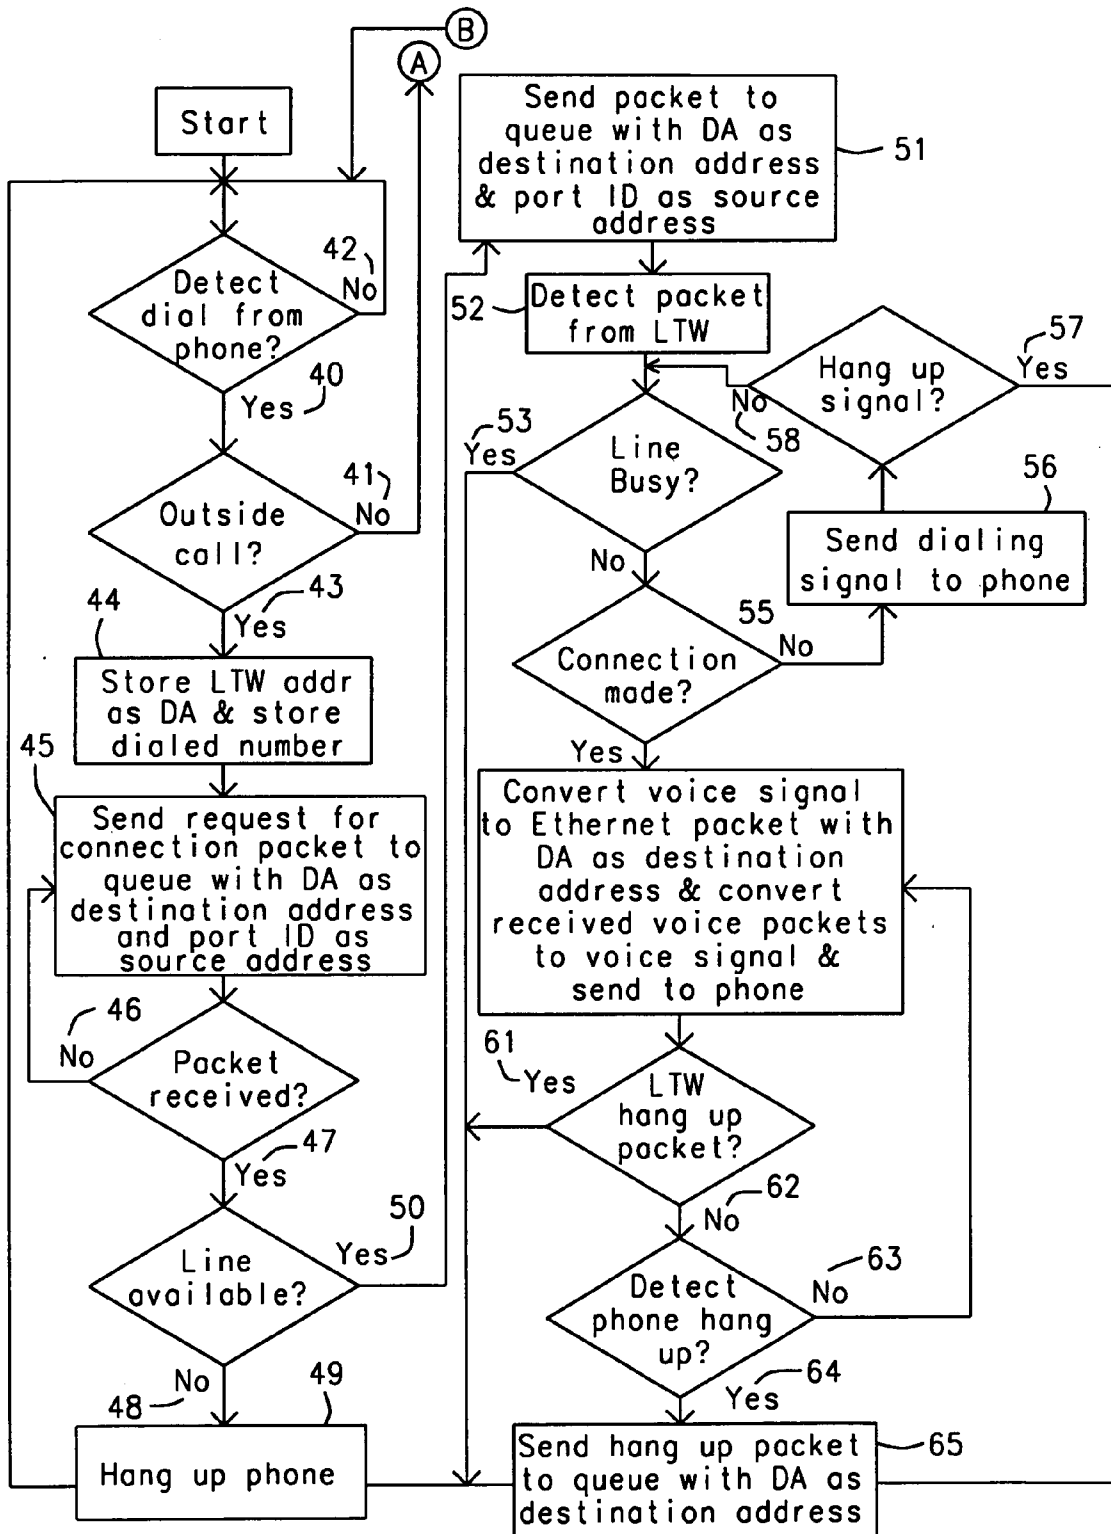 B
A
Start
Detect
dial from
phone?
42
No
40
Yes
Outside
call?
41
No
43
Yes
44
Store LTW addr
as DA & store
dialed number
45
Send request for
connection packet to
queue with DA as
destination address
and port ID as
source address
46
No
Packet
received?
47
Yes
Line
available?
50
Yes
No
48
49
Hang up phone
Send packet to
queue with DA as
destination address
& port ID as source
address
51
52
Detect packet
from LTW
53
Yes
Line
Busy?
No
Hang up
signal?
57
Yes
No
58
56
Send dialing
signal to phone
55
No
Connection
made?
Yes
Convert voice signal
to Ethernet packet with
DA as destination
address & convert
received voice packets
to voice signal &
send to phone
61
Yes
LTW
hang up
packet?
62
No
Detect
phone hang
up?
63
No
64
Yes
Send hang up packet
to queue with DA as
destination address
65